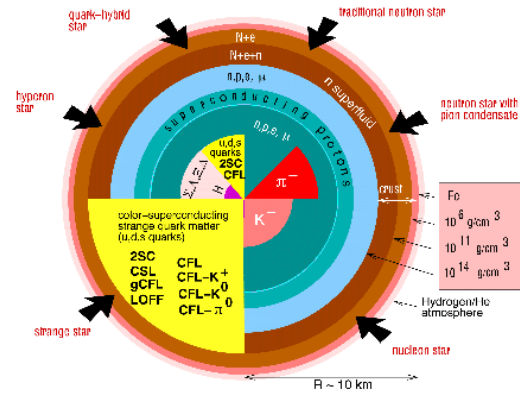 quark-hybrid
star
traditional neutron star
N+e
N+e+n
n,p,e, μ
n superfluid
hyperon
star
neutron star with
pion condensate
superconducting protons
u,d,s
quarks
2SC
CFL
n,p,e, μ
Σ,Λ,Ξ,Δ
H
π⁻
K⁻
crust
Fe
10⁶ g/cm³
10¹¹ g/cm³
10¹⁴ g/cm³
color-superconducting
strange quark matter
(u,d,s quarks)
2SC
CSL
gCFL
LOFF
CFL
CFL-K⁺
CFL-K⁰
CFL-π⁰
Hydrogen/He
atmosphere
strange star
nucleon star
R ~ 10 km